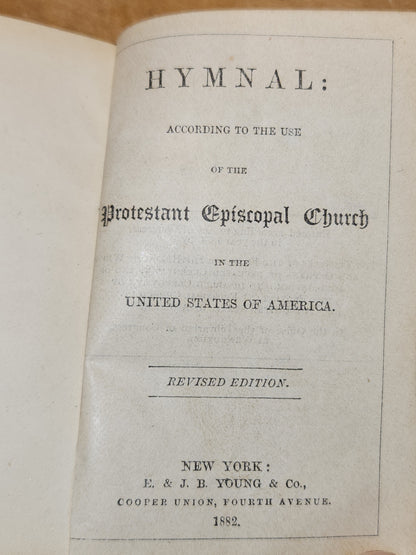 HYMNAL:
ACCORDING TO THE USE
OF THE
Protestant Episcopal Church
IN THE
UNITED STATES OF AMERICA.
REVISED EDITION.
NEW YORK:
E. & J. B. YOUNG & Co.,
COOPER UNION, FOURTH AVENUE.
1882.